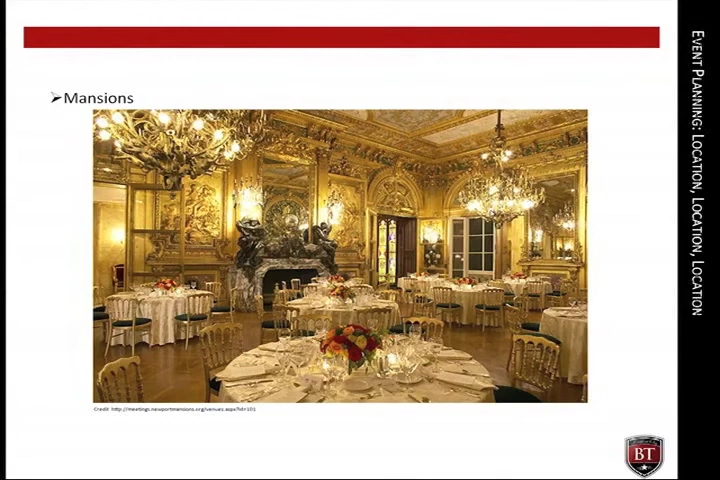 ➢Mansions
Credit: http://meetings.newportmansions.org/venues.aspx?id=101
EVENT PLANNING: LOCATION, LOCATION, LOCATION
BT